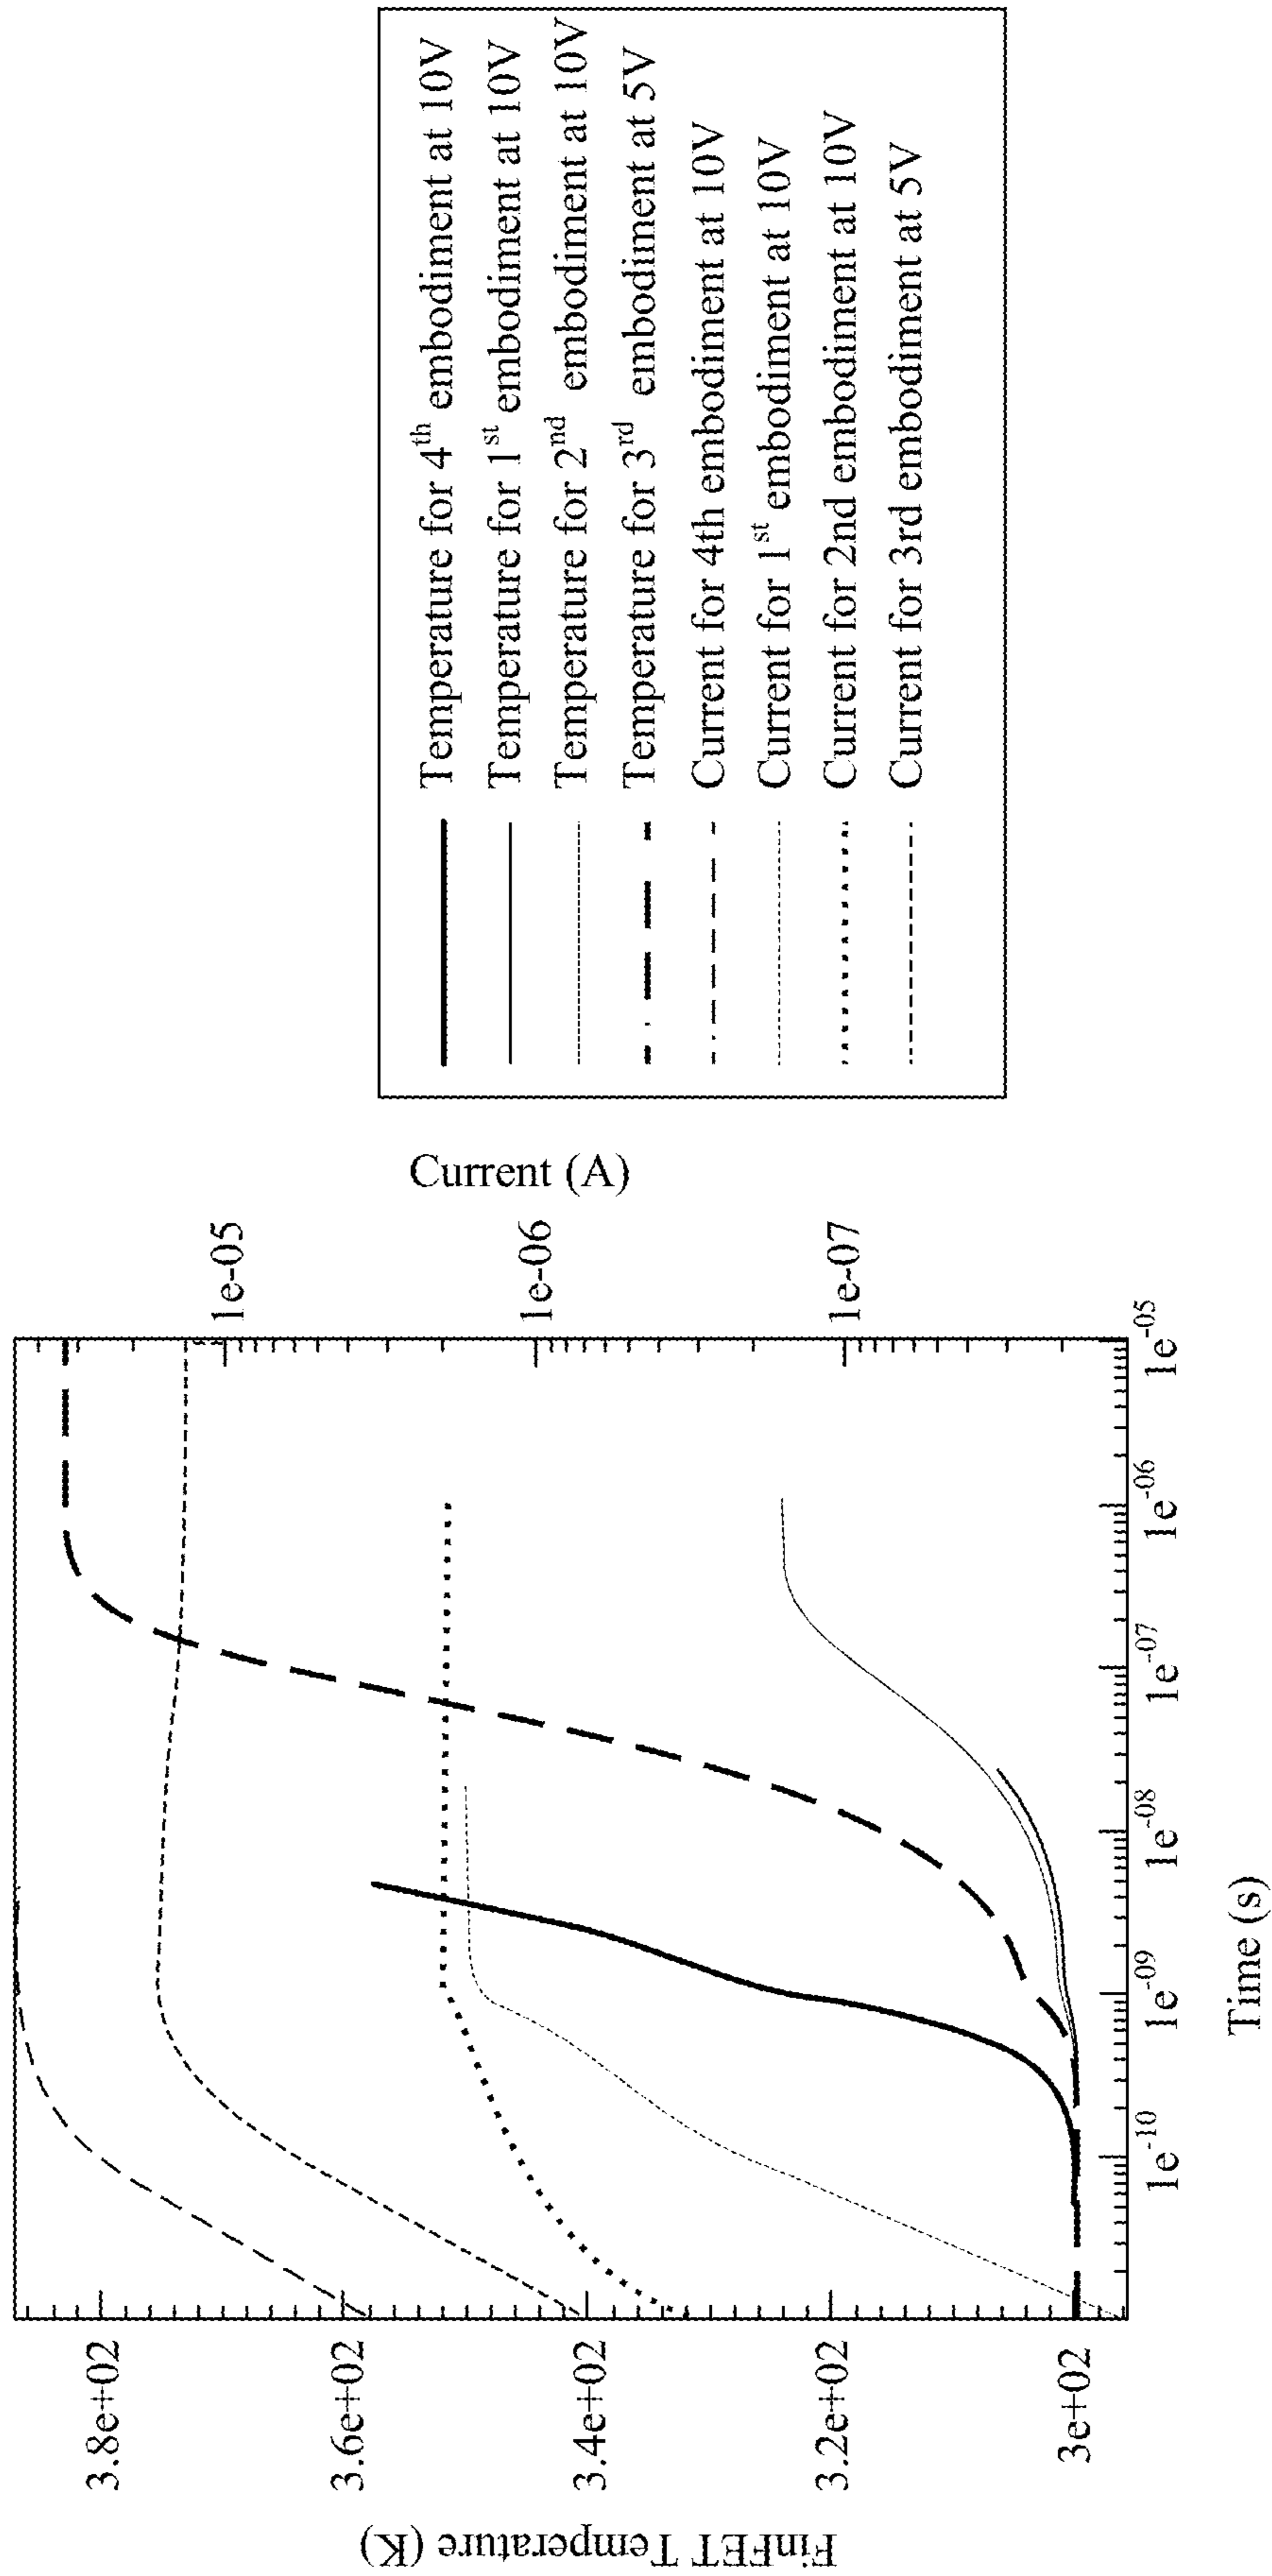 FinFET Temperature (K)
3.8e+02
3.6e+02
3.4e+02
3.2e+02
3e+02
1e-10
1e-09
1e-08
1e-07
1e-06
1e-05
Time (s)
1e-05
1e-06
1e-07
Current (A)
Temperature for 4th embodiment at 10V
Temperature for 1st embodiment at 10V
Temperature for 2nd embodiment at 10V
Temperature for 3rd embodiment at 5V
Current for 4th embodiment at 10V
Current for 1st embodiment at 10V
Current for 2nd embodiment at 10V
Current for 3rd embodiment at 5V